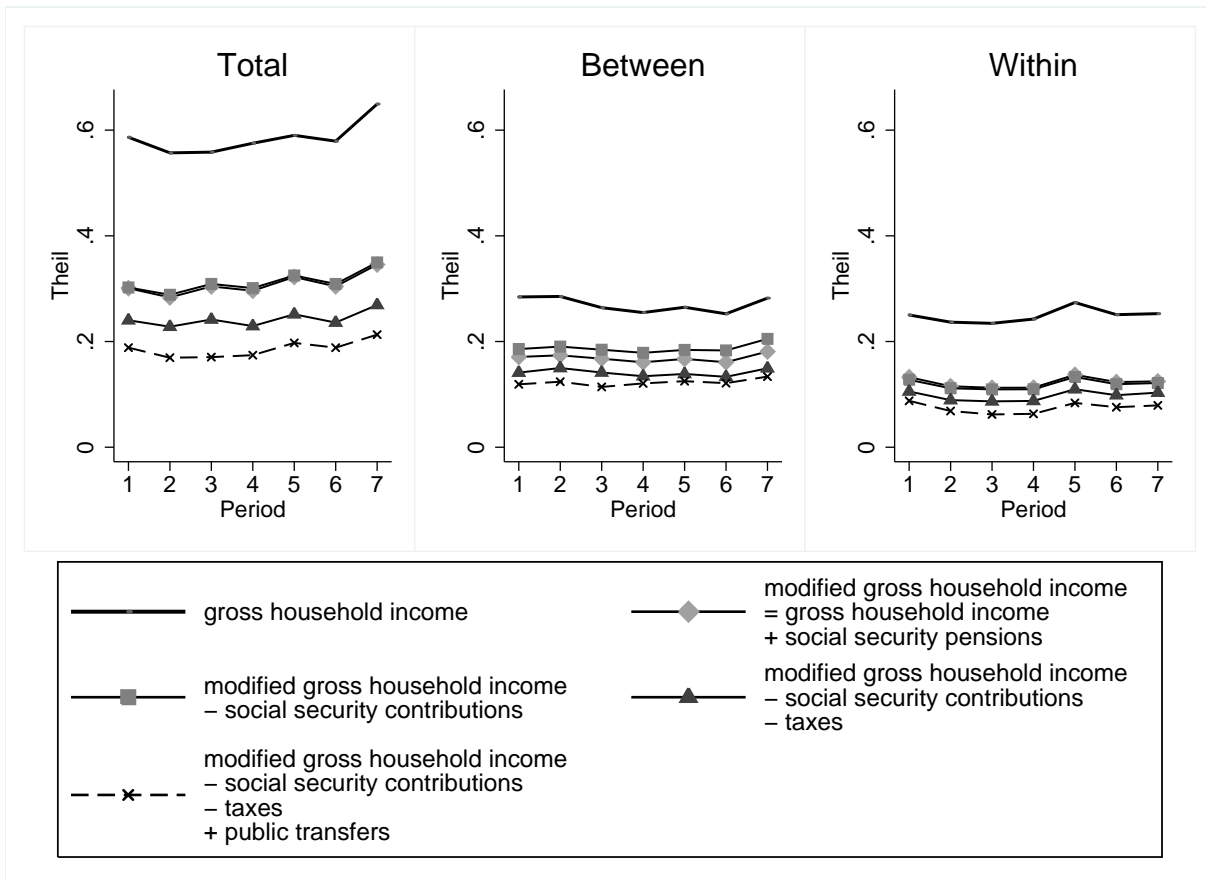 Total
Between
Within
Theil
0
.2
.4
.6
1 2 3 4 5 6 7
Period
Theil
0
.2
.4
.6
1 2 3 4 5 6 7
Period
Theil
0
.2
.4
.6
1 2 3 4 5 6 7
Period
gross household income
modified gross household income
= gross household income
+ social security pensions
modified gross household income
– social security contributions
modified gross household income
– social security contributions
– taxes
modified gross household income
– social security contributions
– taxes
+ public transfers